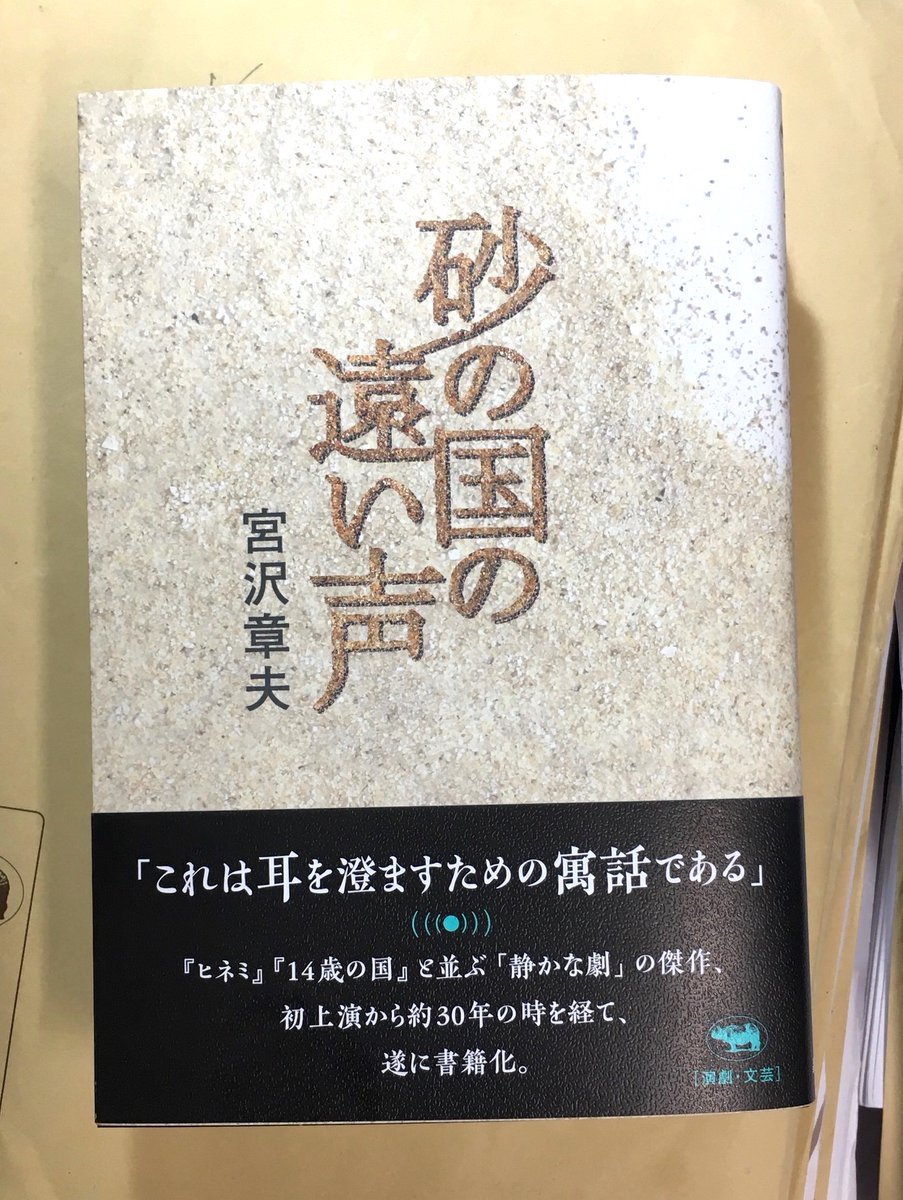 砂の国の
遠い声
宮沢章夫
「これは耳を澄ますための寓話である」
『ヒネミ』『14歳の国』と並ぶ「静かな劇」の傑作、
初上演から約30年の時を経て、
遂に書籍化。
［演劇・文芸］